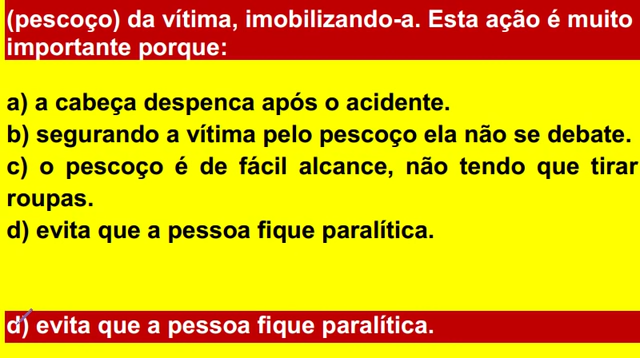 (pescoço) da vítima, imobilizando-a. Esta ação é muito
importante porque:
a) a cabeça despenca após o acidente.
b) segurando a vítima pelo pescoço ela não se debate.
c) o pescoço é de fácil alcance, não tendo que tirar
roupas.
d) evita que a pessoa fique paralítica.
d) evita que a pessoa fique paralítica.